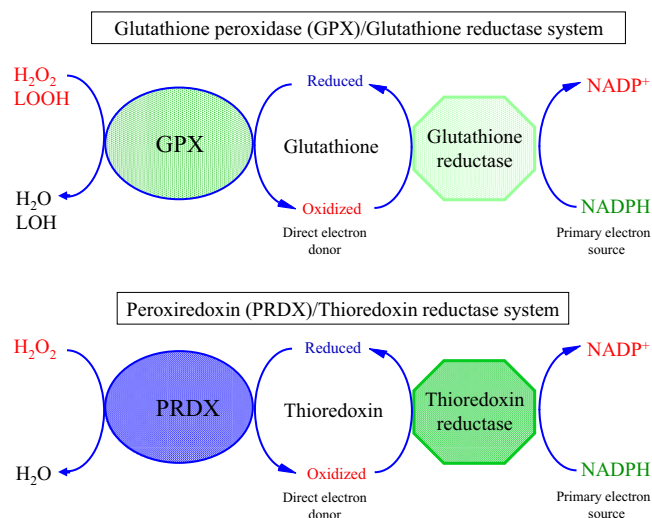 Glutathione peroxidase (GPX)/Glutathione reductase system
H₂O₂
LOOH
Reduced
NADP⁺
GPX
Glutathione
Glutathione
reductase
H₂O
LOH
Oxidized
NADPH
Direct electron
donor
Primary electron
source
Peroxiredoxin (PRDX)/Thioredoxin reductase system
H₂O₂
Reduced
NADP⁺
PRDX
Thioredoxin
Thioredoxin
reductase
H₂O
Oxidized
NADPH
Direct electron
donor
Primary electron
source